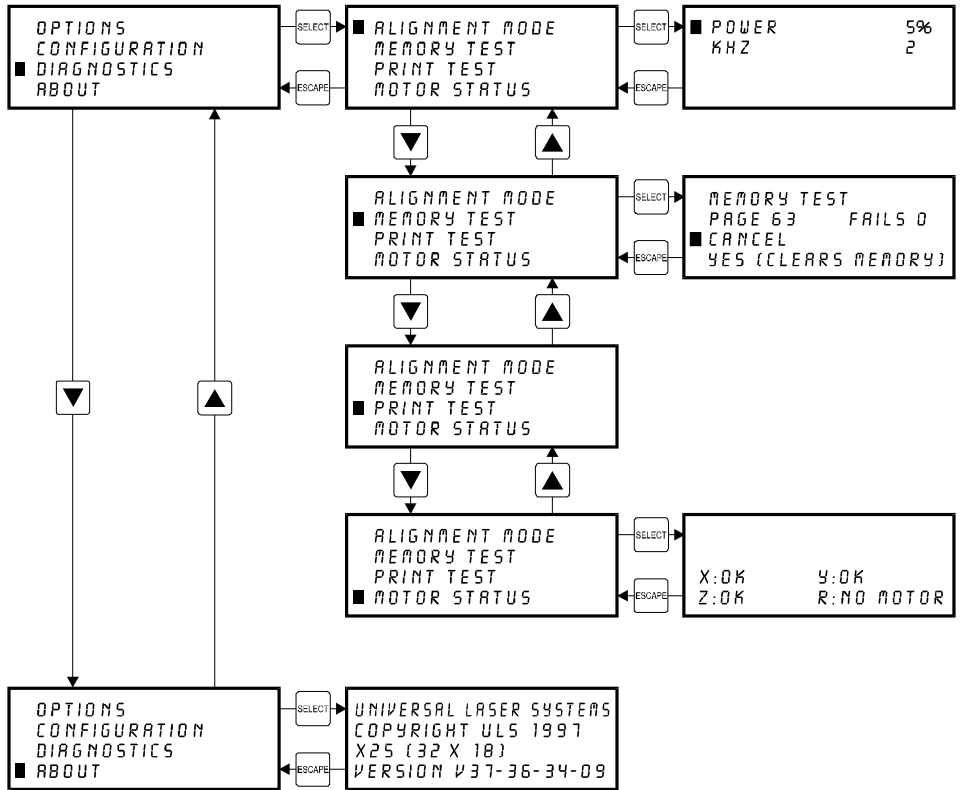 OPTIONS
CONFIGURATION
DIAGNOSTICS
ABOUT
SELECT
ESCAPE
ALIGNMENT MODE
MEMORY TEST
PRINT TEST
MOTOR STATUS
SELECT
ESCAPE
POWER 5%
KHZ 2
ALIGNMENT MODE
MEMORY TEST
PRINT TEST
MOTOR STATUS
SELECT
ESCAPE
MEMORY TEST
PAGE 63 FAILS 0
CANCEL
YES (CLEARS MEMORY)
ALIGNMENT MODE
MEMORY TEST
PRINT TEST
MOTOR STATUS
ALIGNMENT MODE
MEMORY TEST
PRINT TEST
MOTOR STATUS
SELECT
ESCAPE
X:OK Y:OK
Z:OK R:NO MOTOR
OPTIONS
CONFIGURATION
DIAGNOSTICS
ABOUT
SELECT
ESCAPE
UNIVERSAL LASER SYSTEMS
COPYRIGHT ULS 1997
X25 (32 X 18)
VERSION V37-36-34-09